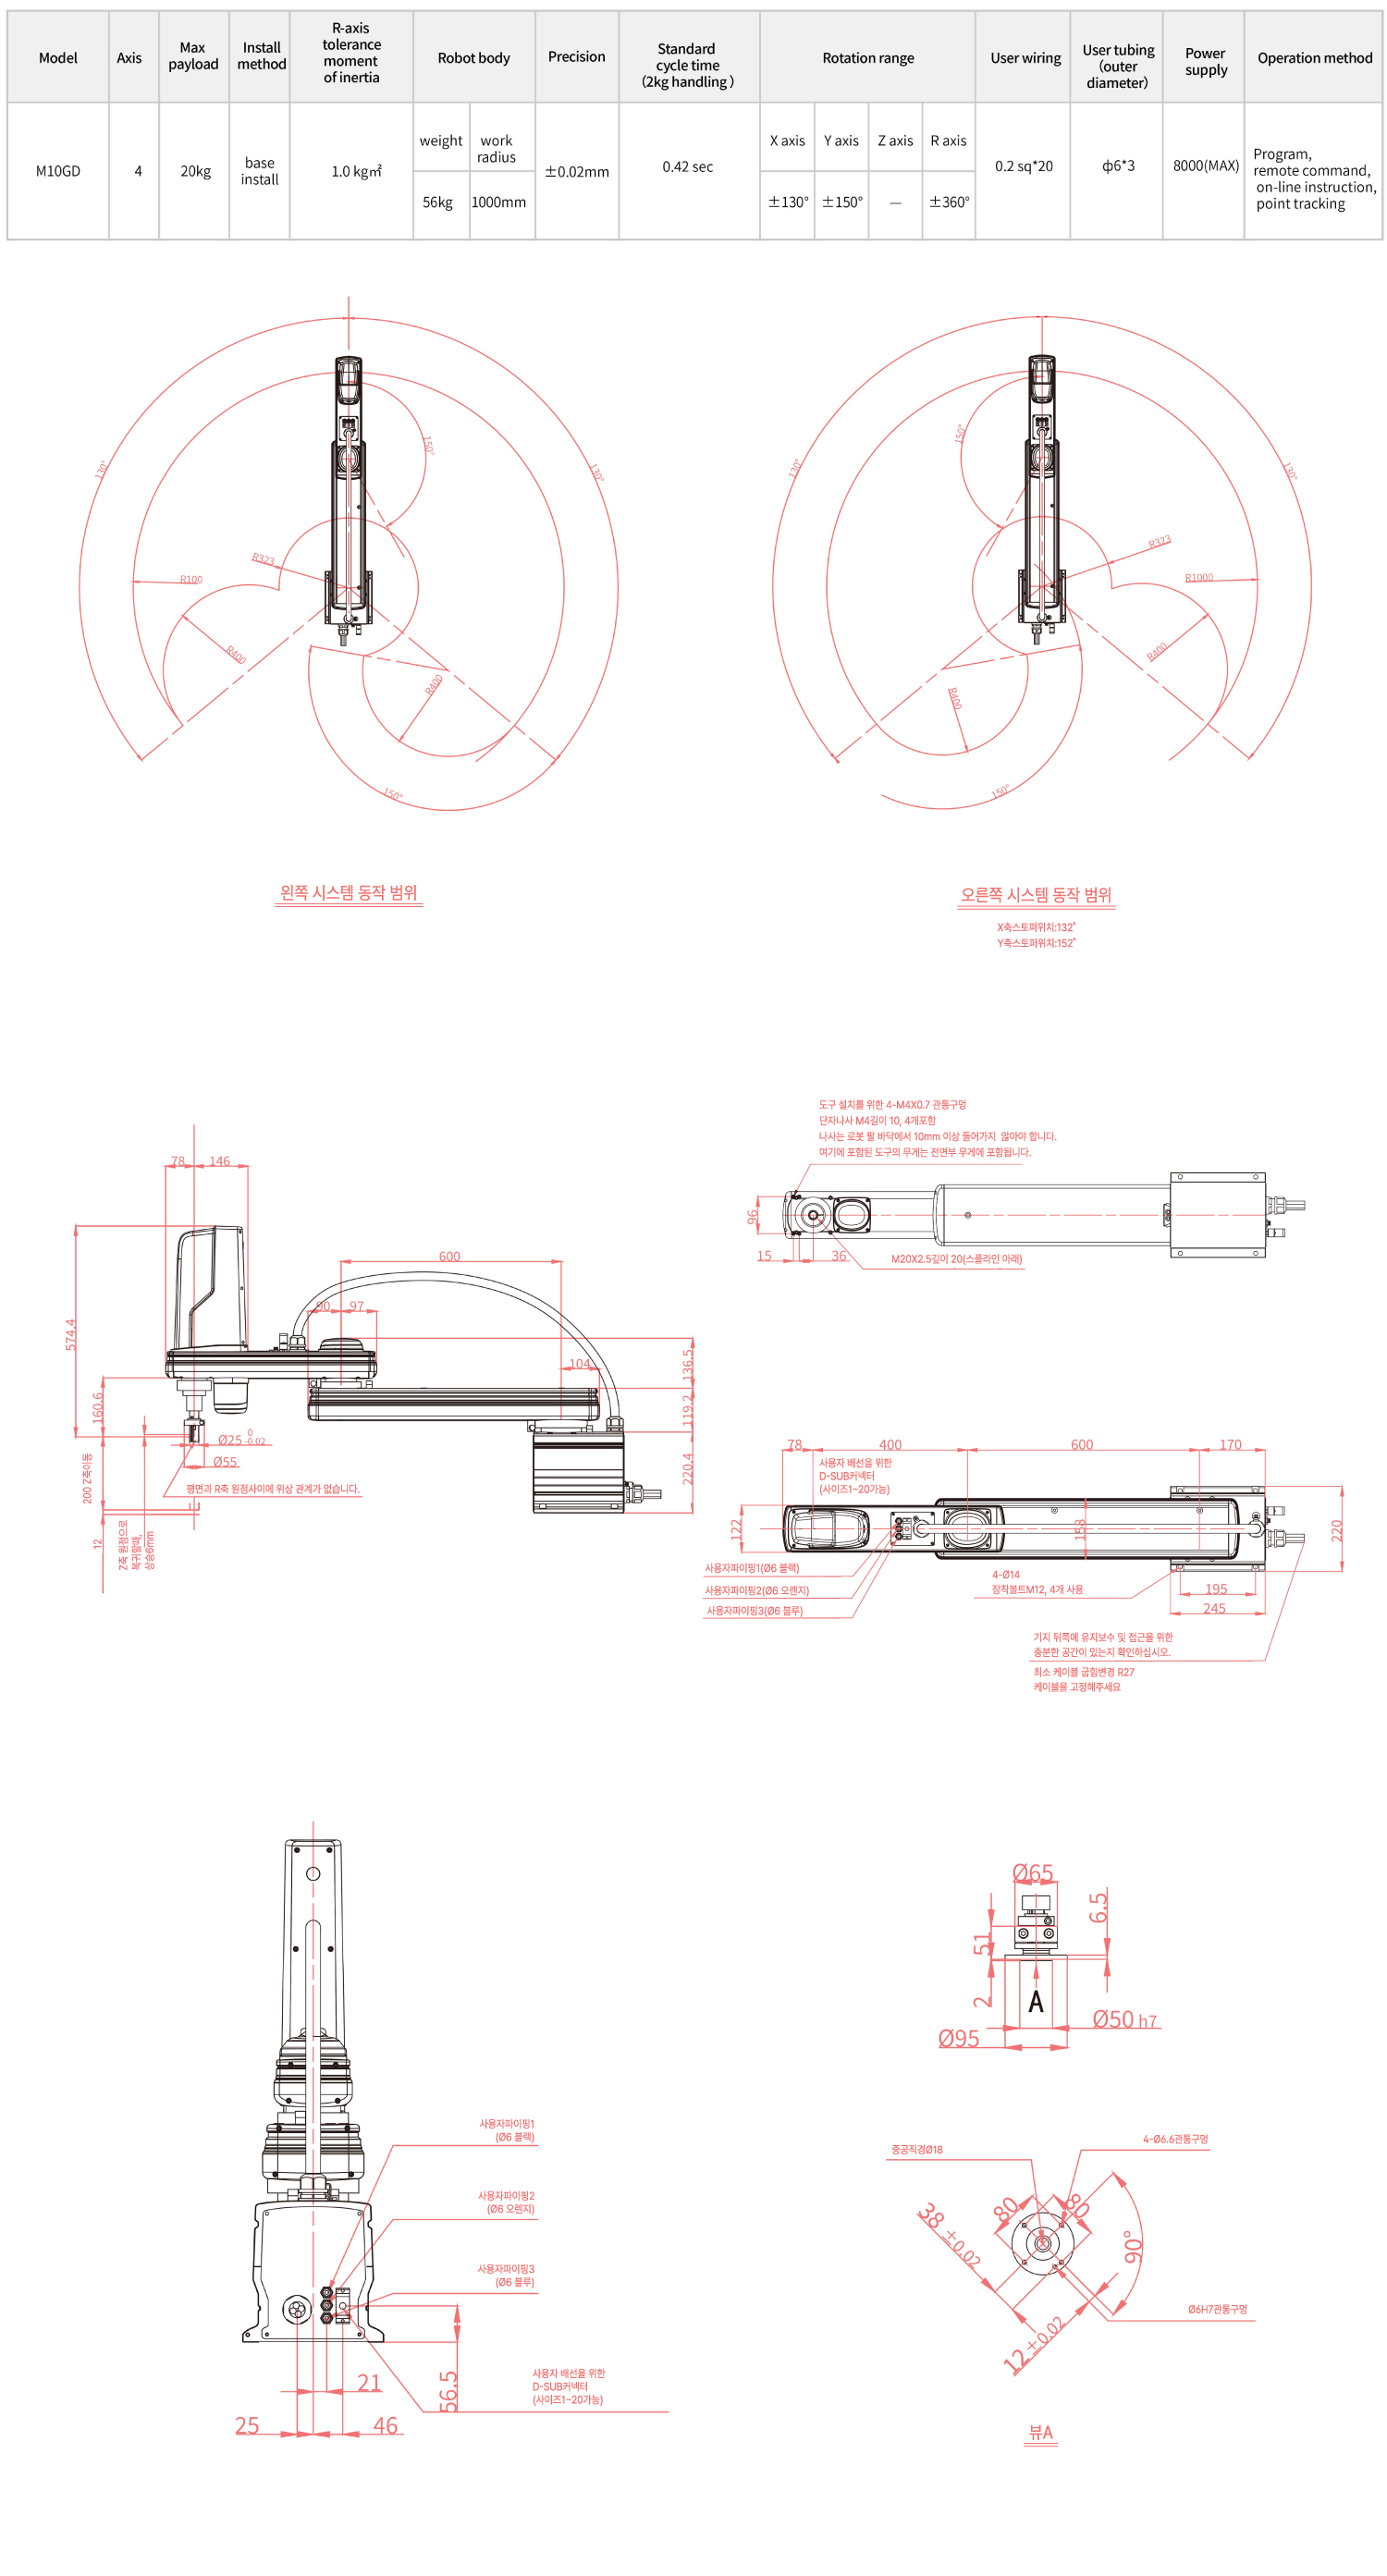 Model
Axis
Max
payload
Install
method
R-axis
tolerance
moment
of inertia
Robot body
Precision
Standard
cycle time
(2kg handling )
Rotation range
User wiring
User tubing
(outer
diameter)
Power
supply
Operation method
M10GD
4
20kg
base
install
1.0 kg㎡
weight
work
radius
56kg
1000mm
±0.02mm
0.42 sec
X axis
Y axis
Z axis
R axis
±130°
±150°
—
±360°
0.2 sq*20
ф6*3
8000(MAX)
Program,
remote command,
on-line instruction,
point tracking
130°
130°
150°
R323
R100
R400
R400
150°
왼쪽 시스템 동작 범위
130°
130°
150°
R323
R1000
R400
R400
150°
오른쪽 시스템 동작 범위
X축스토퍼위치:132°
Y축스토퍼위치:152°
78
146
600
90
97
104
574.4
160.6
136.5
119.2
220.4
Ø25 0 -0.02
Ø55
평면과 R축 원점사이에 위상 관계가 없습니다.
200 Z축이동
12
Z축 원점으로
복귀할때,
상승6mm
도구 설치를 위한 4-M4X0.7 관통구멍
단자나사 M4길이 10, 4개포함
나사는 로봇 팔 바닥에서 10mm 이상 들어가지 않아야 합니다.
여기에 포함된 도구의 무게는 전면부 무게에 포함됩니다.
96
15
36
M20X2.5깊이 20(스플라인 아래)
78
400
600
170
사용자 배선을 위한
D-SUB커넥터
(사이즈1~20가능)
122
158
220
사용자파이핑1(Ø6 블랙)
사용자파이핑2(Ø6 오렌지)
사용자파이핑3(Ø6 블루)
4-Ø14
장착볼트M12, 4개 사용
195
245
기지 뒤쪽에 유지보수 및 접근을 위한
충분한 공간이 있는지 확인하십시오.
최소 케이블 굽힘변경 R27
케이블을 고정해주세요
사용자파이핑1
(Ø6 블랙)
사용자파이핑2
(Ø6 오렌지)
사용자파이핑3
(Ø6 블루)
사용자 배선을 위한
D-SUB커넥터
(사이즈1~20가능)
21
56.5
25
46
Ø65
6.5
51
2
A
Ø50 h7
Ø95
중공직경Ø18
4-Ø6.6관통구멍
80
80
38 ±0.02
90°
Ø6H7관통구멍
12±0.02
뷰A